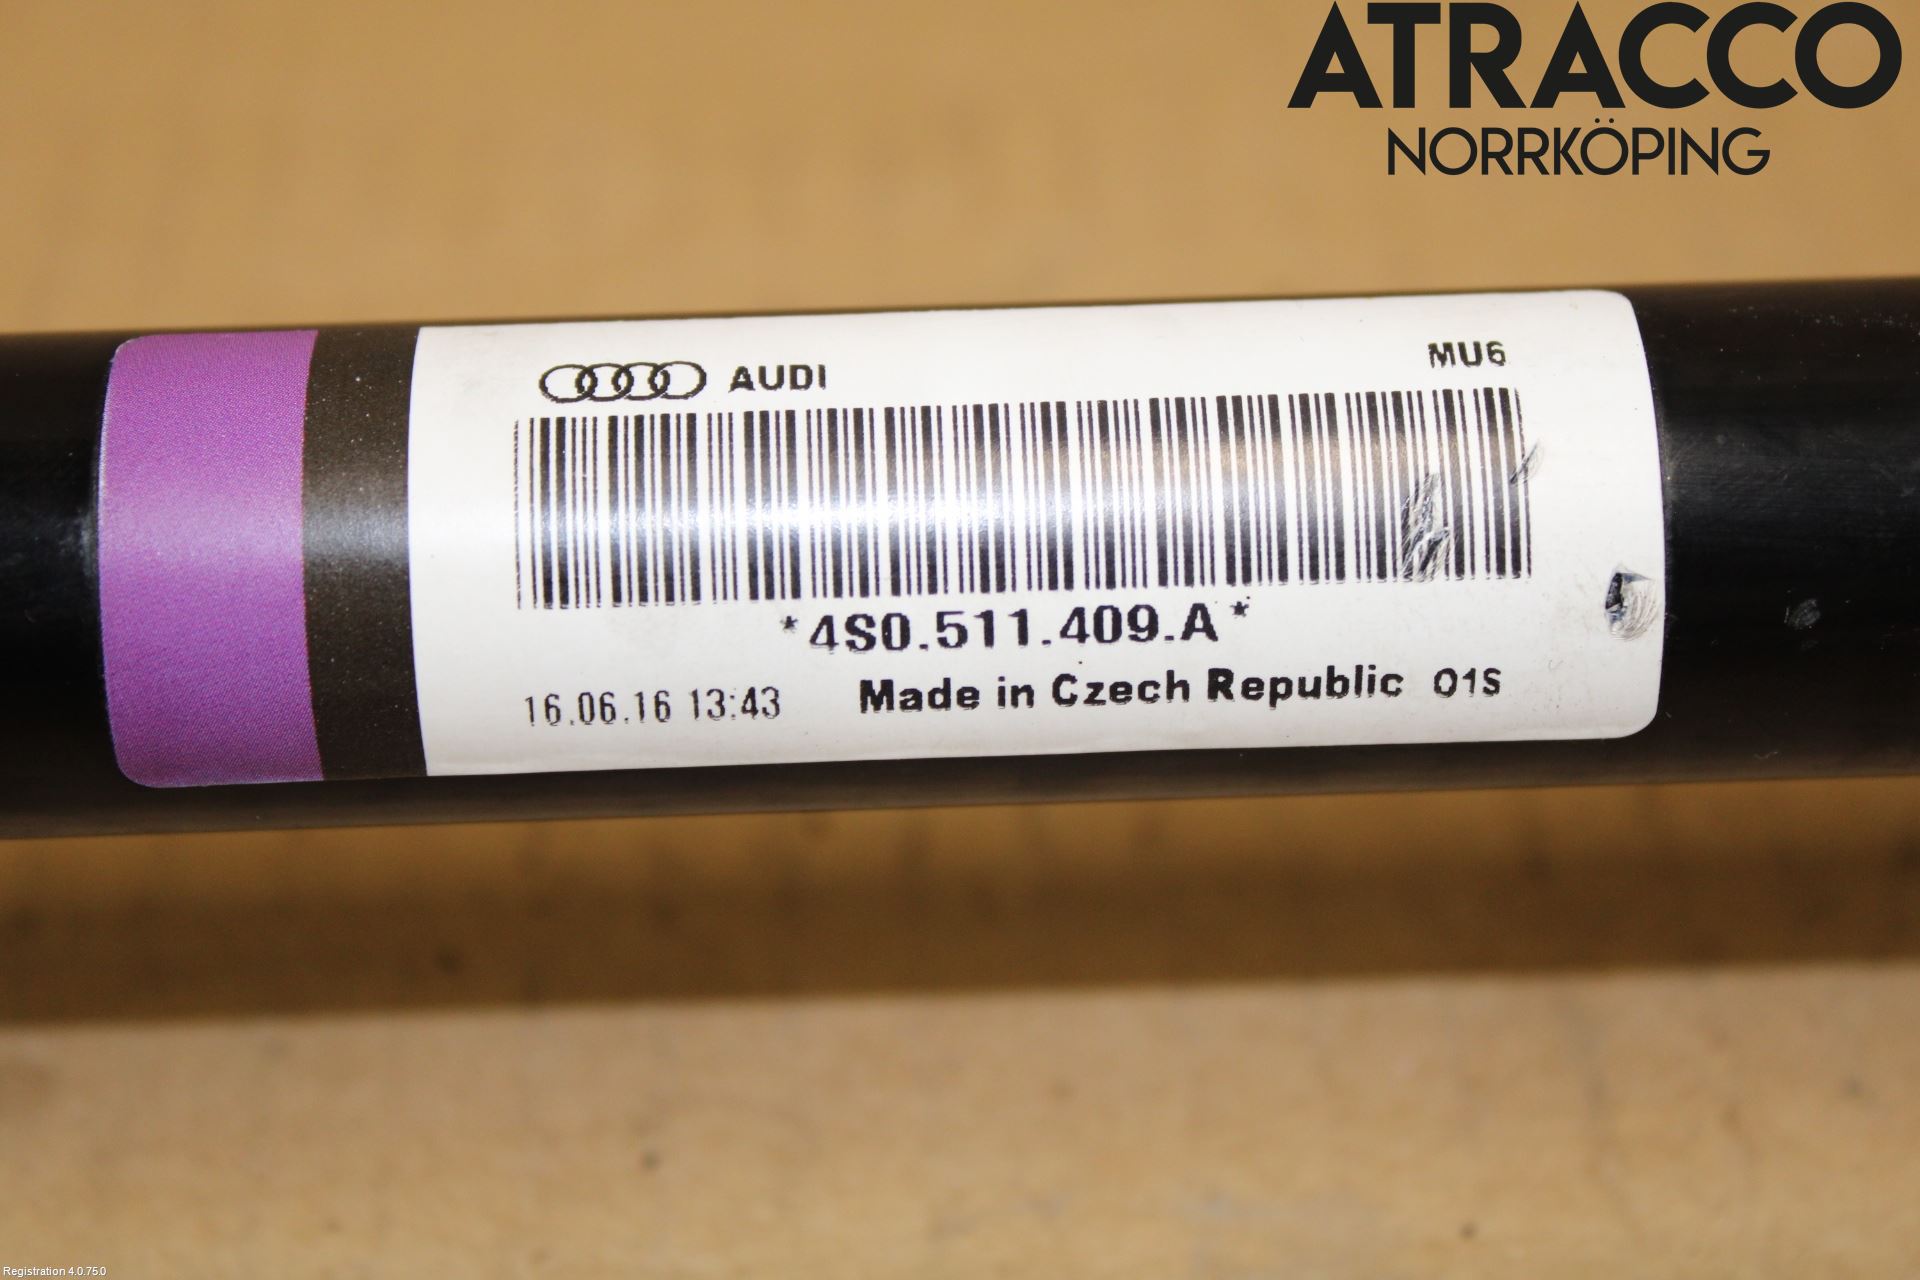 ATRACCO
NORRKÖPING
AUDI
MU6
*4S0.511.409.A*
16.06.16 13:43 Made in Czech Republic 01S
Registration 4.0.75.0